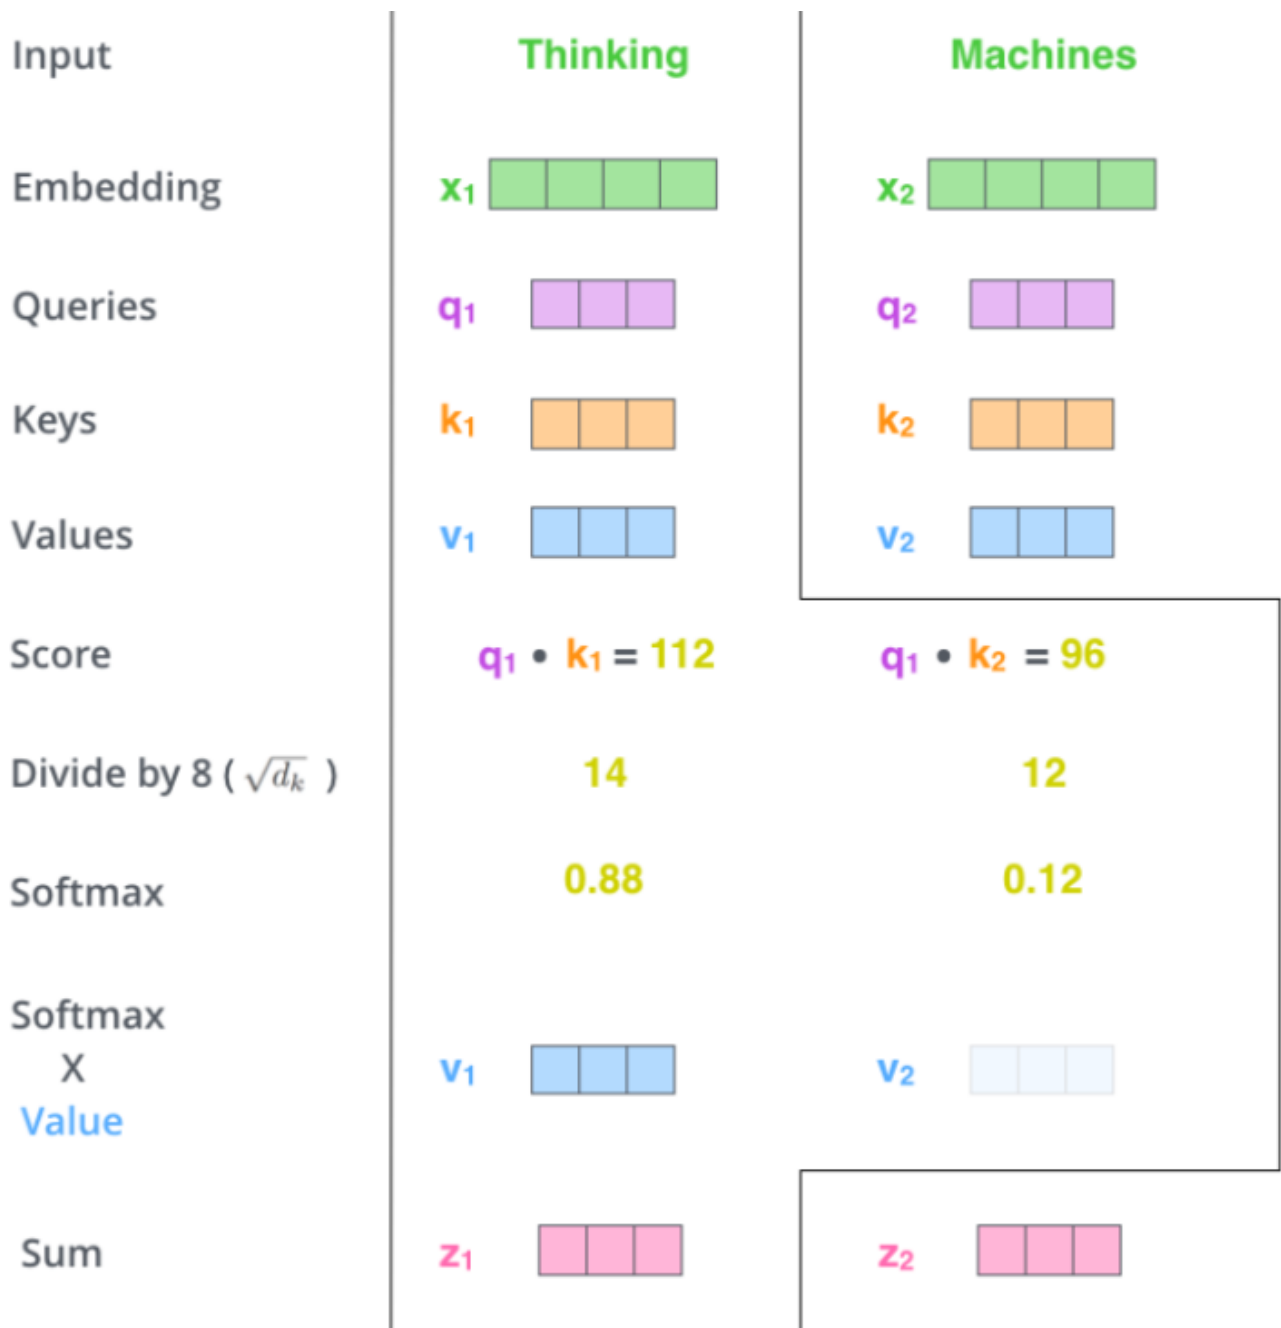 Input Thinking Machines
Embedding x₁ x₂
Queries q₁ q₂
Keys k₁ k₂
Values v₁ v₂
Score q₁ • k₁ = 112 q₁ • k₂ = 96
Divide by 8 ( √dₖ ) 14 12
Softmax 0.88 0.12
Softmax
X v₁ v₂
Value
Sum z₁ z₂